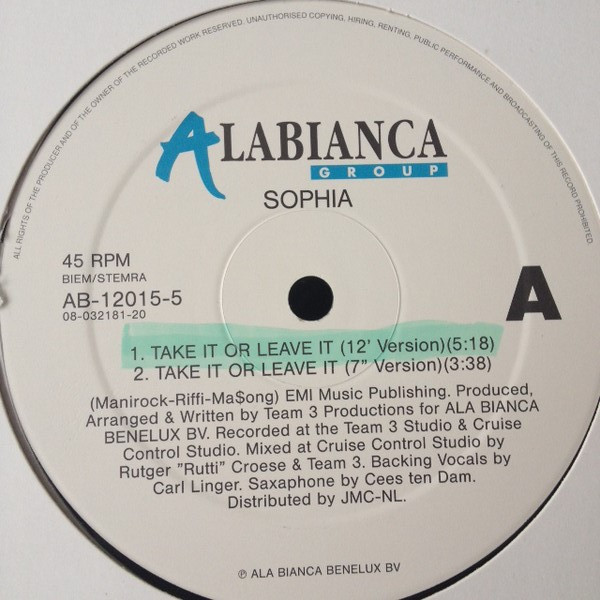 ALL RIGHTS OF THE PRODUCER AND OF THE OWNER OF THE RECORDED WORK RESERVED. UNAUTHORISED COPYING, HIRING, RENTING, PUBLIC PERFORMANCE AND BROADCASTING OF THIS RECORD PROHIBITED.
ALABIANCA
GROUP
SOPHIA
45 RPM
BIEM/STEMRA
AB-12015-5
08-032181-20
A
1. TAKE IT OR LEAVE IT (12' Version)(5:18)
2. TAKE IT OR LEAVE IT (7" Version)(3:38)
(Manirock-Riffi-Ma$ong) EMI Music Publishing. Produced,
Arranged & Written by Team 3 Productions for ALA BIANCA
BENELUX BV. Recorded at the Team 3 Studio & Cruise
Control Studio. Mixed at Cruise Control Studio by
Rutger "Rutti" Croese & Team 3. Backing Vocals by
Carl Linger. Saxaphone by Cees ten Dam.
Distributed by JMC-NL.
℗ ALA BIANCA BENELUX BV